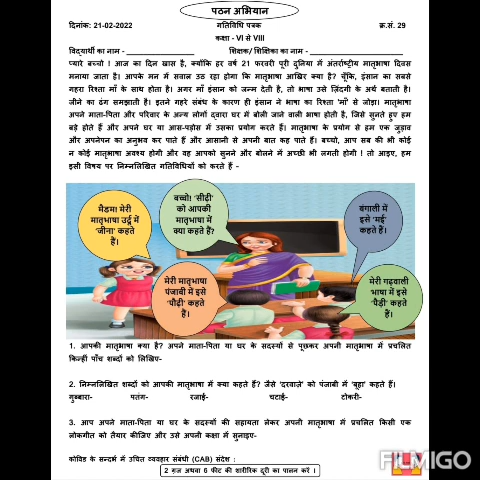 पठन अभियान
दिनांक: 21-02-2022 गतिविधि पत्रक क्र.सं. 29
कक्षा - VI से VIII
विद्यार्थी का नाम - शिक्षक/ शिक्षिका का नाम -
प्यारे बच्चो ! आज का दिन खास है, क्योंकि हर वर्ष 21 फरवरी पूरी दुनिया में अंतर्राष्ट्रीय मातृभाषा दिवस
मनाया जाता है। आपके मन में सवाल उठ रहा होगा कि मातृभाषा आखिर क्या है? चूँकि, इंसान का सबसे
गहरा रिश्ता माँ के साथ होता है। अगर माँ इंसान को जन्म देती है, तो भाषा उसे ज़िंदगी के अर्थ बताती है।
जीने का ढंग समझाती है। इतने गहरे संबंध के कारण ही इंसान ने भाषा का रिश्ता 'माँ' से जोड़ा। मातृभाषा
अपने माता-पिता और परिवार के अन्य लोगों द्वारा घर में बोली जाने वाली भाषा होती है, जिसे सुनते हुए हम
बड़े होते हैं और अपने घर या आस-पड़ोस में उसका प्रयोग करते हैं। मातृभाषा के प्रयोग से हम एक जुड़ाव
और अपनेपन का अनुभव कर पाते हैं और आसानी से अपनी बात कह पाते हैं। बच्चो, आप सब की भी कोई
न कोई मातृभाषा अवश्य होगी और वह आपको सुनने और बोलने में अच्छी भी लगती होगी ! तो आइए, हम
इसी विषय पर निम्नलिखित गतिविधियों को करते हैं -
मैडम! मेरी
मातृभाषा उर्दू में
'जीना' कहते
हैं।
बच्चो! 'सीढ़ी'
को आपकी
मातृभाषा में
क्या कहते हैं?
बंगाली में
इसे 'मई'
कहते हैं।
मेरी मातृभाषा
पंजाबी में इसे
'पौढ़ी' कहते
हैं।
मेरी गढ़वाली
भाषा में इसे
'पैड़ी' कहते
हैं।
1. आपकी मातृभाषा क्या है? अपने माता-पिता या घर के सदस्यों से पूछकर अपनी मातृभाषा में प्रचलित
किन्हीं पाँच शब्दों को लिखिए-
2. निम्नलिखित शब्दों को आपकी मातृभाषा में क्या कहते हैं? जैसे 'दरवाजे' को पंजाबी में 'बूहा' कहते हैं।
गुब्बारा- पतंग- रजाई- चटाई- टोकरी-
3. आप अपने माता-पिता या घर के सदस्यों की सहायता लेकर अपनी मातृभाषा में प्रचलित किसी एक
लोकगीत को तैयार कीजिए और उसे अपनी कक्षा में सुनाइए-
कोविड के सन्दर्भ में उचित व्यवहार संबंधी (CAB) संदेश :
2 गज अथवा 6 फीट की शारीरिक दूरी का पालन करें ।
FILMIGO